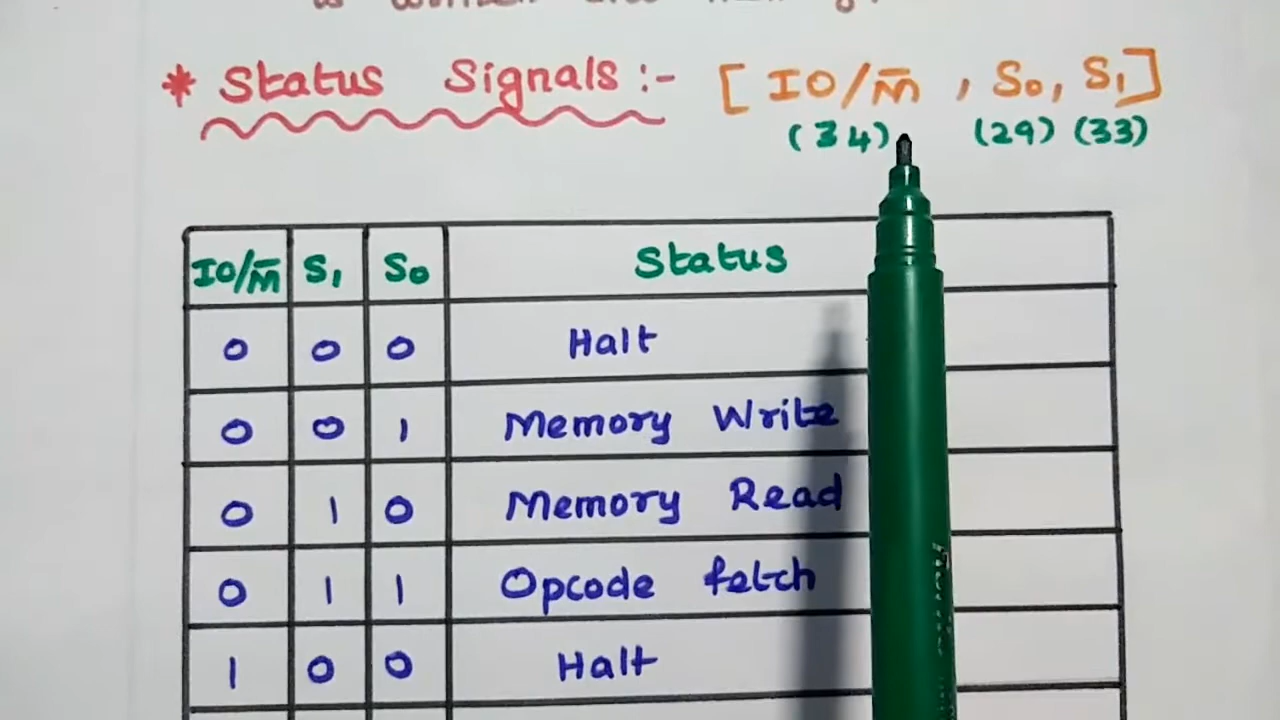 * Status Signals :- [ IO/M̅ , S₀, S₁ ]
(34) (29) (33)
IO/M̅ S₁ S₀ Status
0 0 0 Halt
0 0 1 Memory Write
0 1 0 Memory Read
0 1 1 Opcode fetch
1 0 0 Halt